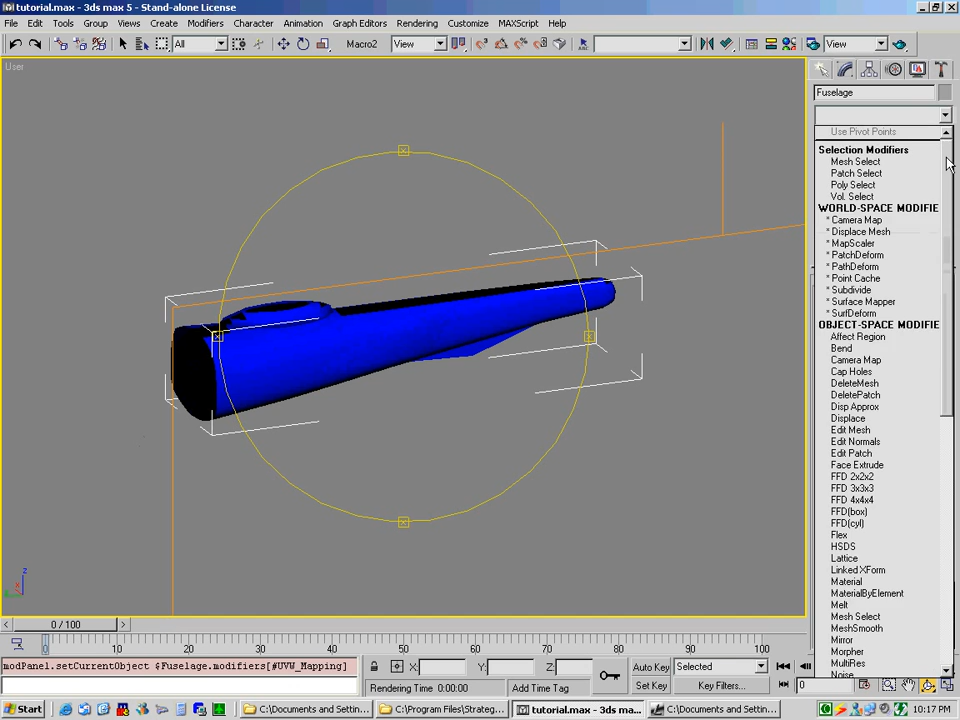 tutorial.max - 3ds max 5 - Stand-alone License
File Edit Tools Group Views Create Modifiers Character Animation Graph Editors Rendering Customize MAXScript Help
All Macro2 View View
User
Fuselage
Use Pivot Points
Selection Modifiers
Mesh Select
Patch Select
Poly Select
Vol. Select
WORLD-SPACE MODIFIE
* Camera Map
* Displace Mesh
* MapScaler
* PatchDeform
* PathDeform
* Point Cache
* Subdivide
* Surface Mapper
* SurfDeform
OBJECT-SPACE MODIFIE
Affect Region
Bend
Camera Map
Cap Holes
DeleteMesh
DeletePatch
Disp Approx
Displace
Edit Mesh
Edit Normals
Edit Patch
Face Extrude
FFD 2x2x2
FFD 3x3x3
FFD 4x4x4
FFD(box)
FFD(cyl)
Flex
HSDS
Lattice
Linked XForm
Material
MaterialByElement
Melt
Mesh Select
MeshSmooth
Mirror
Morpher
MultiRes
Noise
z
0 / 100
0 10 20 30 40 50 60 70 80 90 100
modPanel.setCurrentObject $Fuselage.modifiers[#UVW_Mapping]
X: Y: Z: Auto Key Selected
Rendering Time 0:00:00 Add Time Tag Set Key Key Filters... 0
Start C:\Documents and Settin... C:\Program Files\Strateg... tutorial.max - 3ds ma... C:\Documents and Settin... 10:17 PM